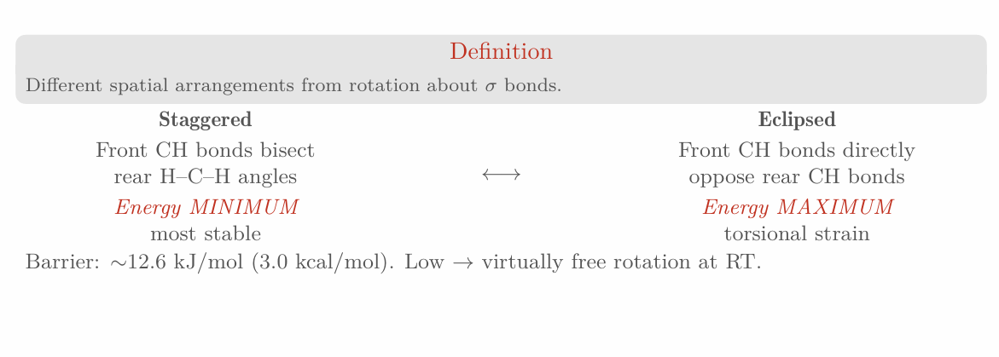 Definition
Different spatial arrangements from rotation about σ bonds.
Staggered
Front CH bonds bisect
rear H–C–H angles
Energy MINIMUM
most stable
⟷
Eclipsed
Front CH bonds directly
oppose rear CH bonds
Energy MAXIMUM
torsional strain
Barrier: ∼12.6 kJ/mol (3.0 kcal/mol). Low → virtually free rotation at RT.